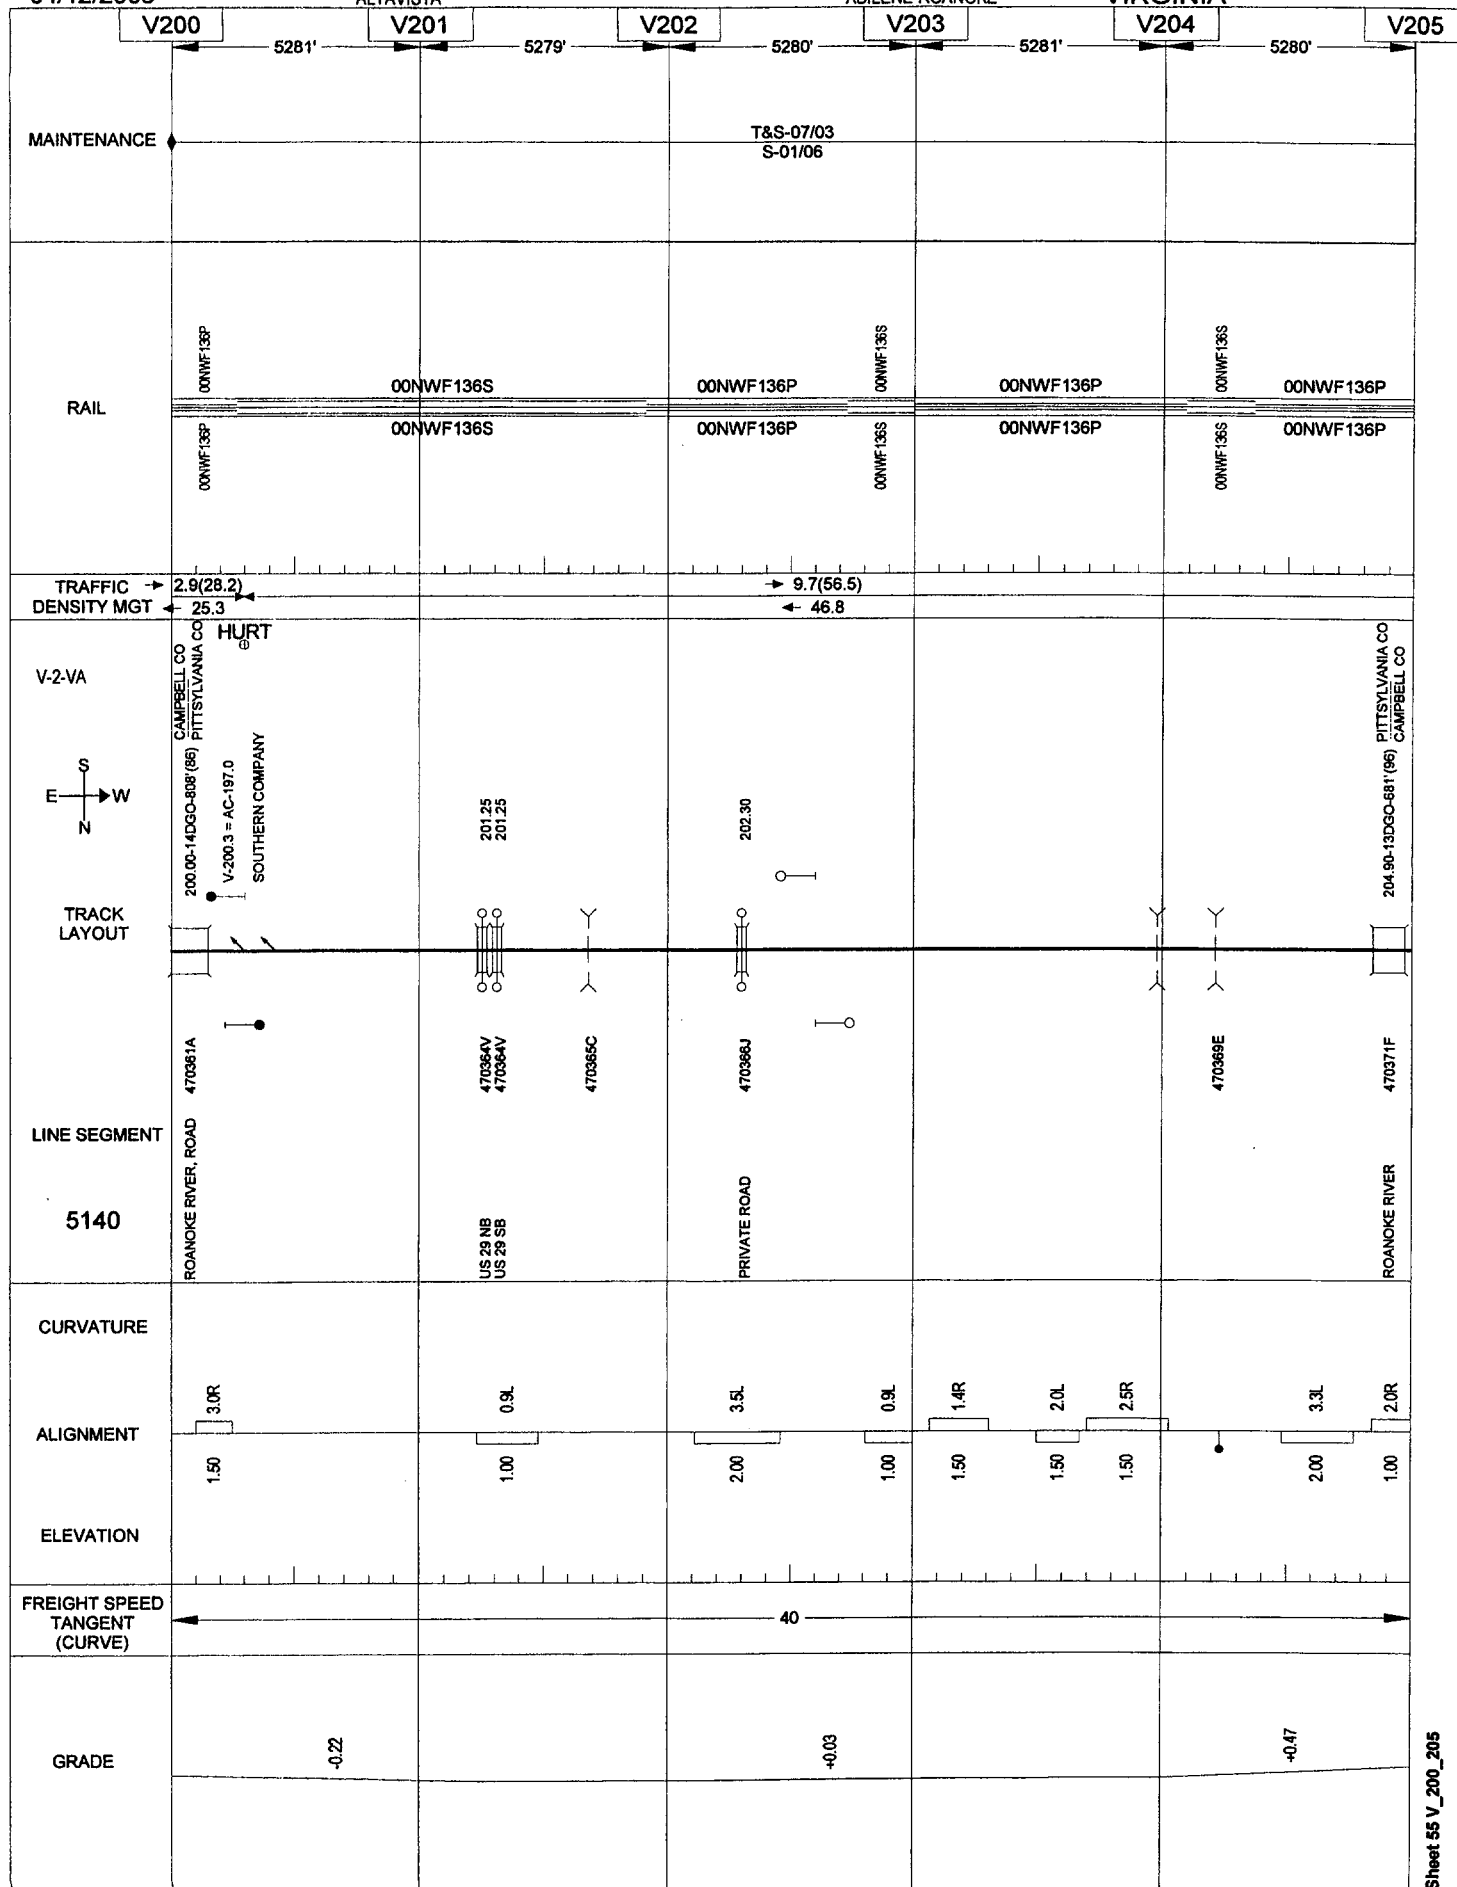 VIRGINIA
V200
V201
V202
V203
V204
V205
5281'
5279'
5280'
5281'
5280'
MAINTENANCE
T&S-07/03
S-01/06
RAIL
00NWF136P
00NWF136S
00NWF136P
00NWF136S
00NWF136P
00NWF136S
00NWF136P
00NWF136P
00NWF136S
00NWF136P
00NWF136S
00NWF136P
00NWF136S
00NWF136P
TRAFFIC
DENSITY MGT
2.9(28.2)
25.3
9.7(56.5)
46.8
V-2-VA
HURT
S
E W
N
200.00-14DGO-808'(86)
CAMPBELL CO
PITTSYLVANIA CO
V-200.3 = AC-197.0
SOUTHERN COMPANY
201.25
201.25
202.30
204.90-13DGO-681'(96)
PITTSYLVANIA CO
CAMPBELL CO
TRACK
LAYOUT
470361A
470364V
470364V
470365C
470366J
470369E
470371F
LINE SEGMENT
5140
ROANOKE RIVER, ROAD
US 29 NB
US 29 SB
PRIVATE ROAD
ROANOKE RIVER
CURVATURE
3.0R
0.9L
3.5L
0.9L
1.4R
2.0L
2.5R
3.3L
2.0R
ALIGNMENT
1.50
1.00
2.00
1.00
1.50
1.50
1.50
2.00
1.00
ELEVATION
FREIGHT SPEED
TANGENT
(CURVE)
40
GRADE
-0.22
+0.03
+0.47
Sheet 55 V_200_205